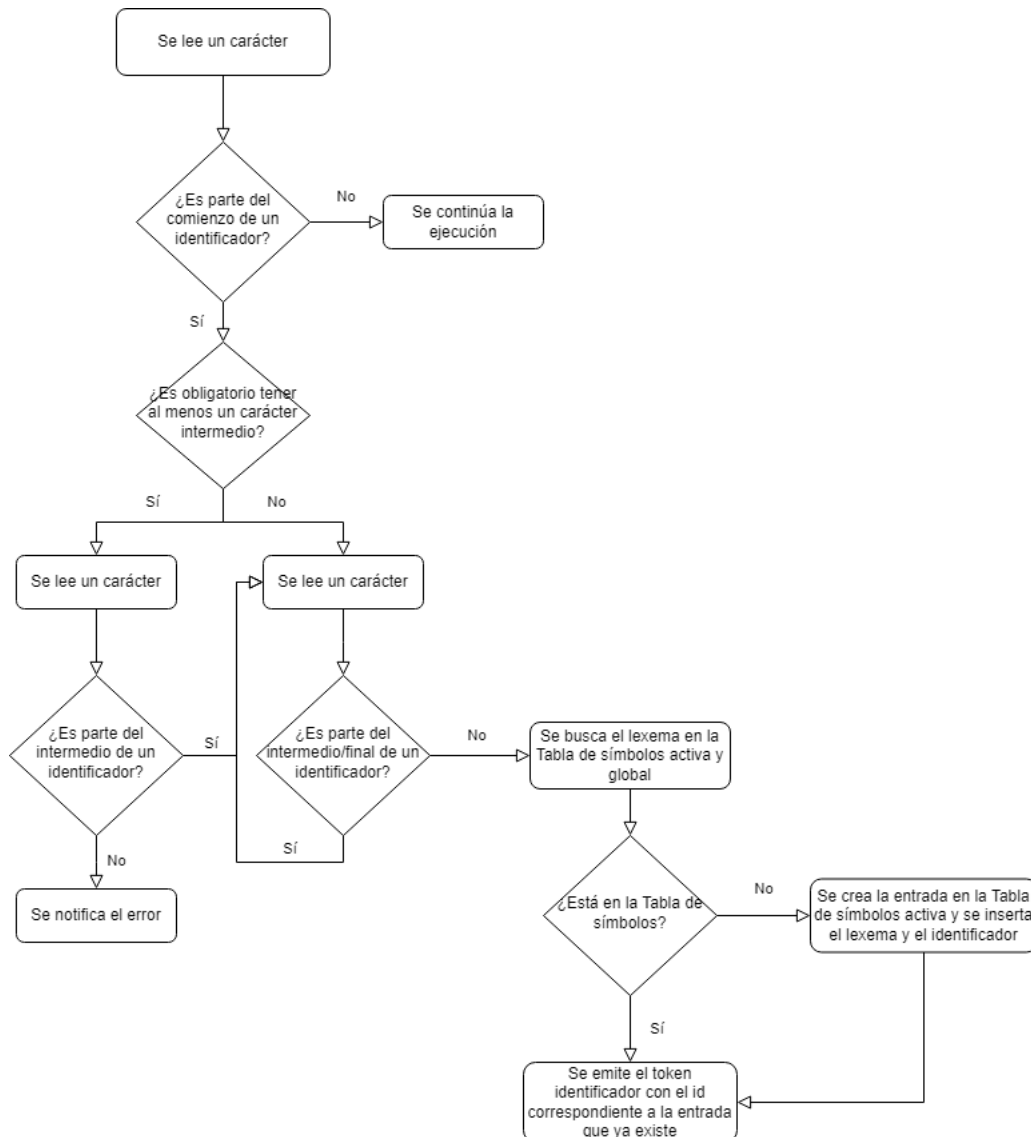 Se lee un carácter
¿Es parte del
comienzo de un
identificador?
No
Se continúa la
ejecución
Sí
¿Es obligatorio tener
al menos un carácter
intermedio?
Sí
No
Se lee un carácter
Se lee un carácter
¿Es parte del
intermedio de un
identificador?
Sí
¿Es parte del
intermedio/final de un
identificador?
No
Se busca el lexema en la
Tabla de símbolos activa y
global
Sí
No
Se notifica el error
¿Está en la Tabla de
símbolos?
No
Se crea la entrada en la Tabla
de símbolos activa y se inserta
el lexema y el identificador
Sí
Se emite el token
identificador con el id
correspondiente a la entrada
que ya existe